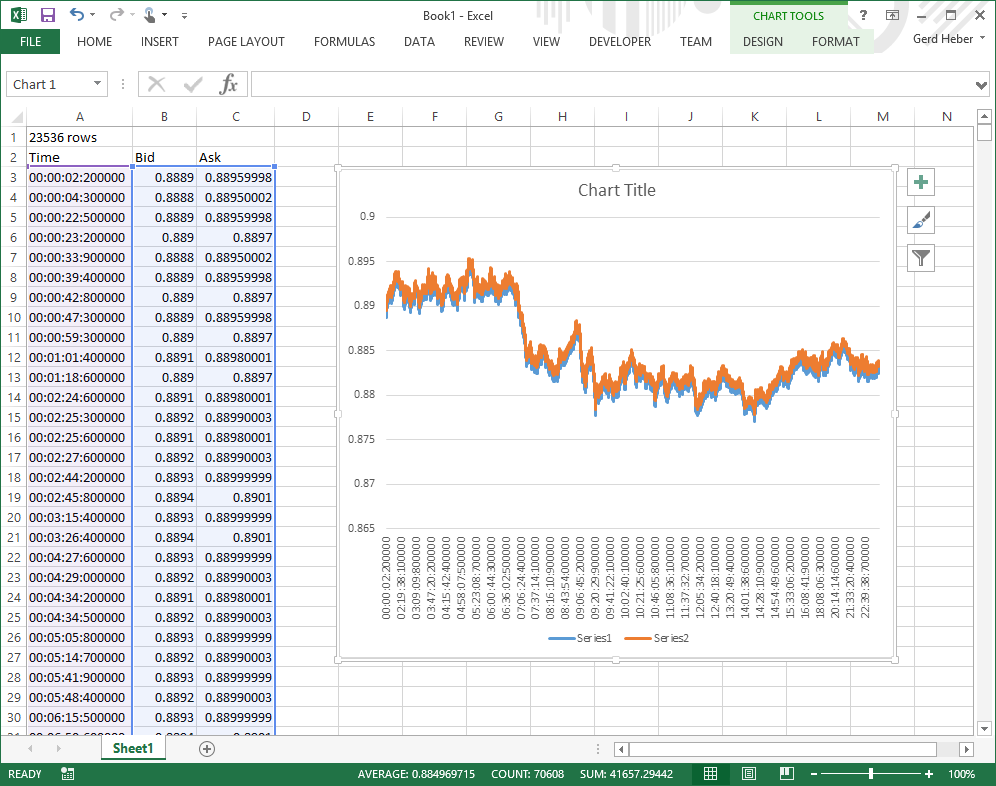 Book1 - Excel
CHART TOOLS
?
FILE HOME INSERT PAGE LAYOUT FORMULAS DATA REVIEW VIEW DEVELOPER TEAM DESIGN FORMAT Gerd Heber
Chart 1 fx
A B C D E F G H I J K L M N
1 23536 rows
2 Time Bid Ask
3 00:00:02:200000 0.8889 0.88959998
4 00:00:04:300000 0.8888 0.88950002
5 00:00:22:500000 0.8889 0.88959998
6 00:00:23:200000 0.889 0.8897
7 00:00:33:900000 0.8888 0.88950002
8 00:00:39:400000 0.8889 0.88959998
9 00:00:42:800000 0.889 0.8897
10 00:00:47:300000 0.8889 0.88959998
11 00:00:59:300000 0.889 0.8897
12 00:01:01:400000 0.8891 0.88980001
13 00:01:18:600000 0.889 0.8897
14 00:02:24:600000 0.8891 0.88980001
15 00:02:25:300000 0.8892 0.88990003
16 00:02:25:600000 0.8891 0.88980001
17 00:02:27:600000 0.8892 0.88990003
18 00:02:44:200000 0.8893 0.88999999
19 00:02:45:800000 0.8894 0.8901
20 00:03:15:400000 0.8893 0.88999999
21 00:03:26:400000 0.8894 0.8901
22 00:04:27:600000 0.8893 0.88999999
23 00:04:29:000000 0.8892 0.88990003
24 00:04:34:200000 0.8891 0.88980001
25 00:04:34:500000 0.8892 0.88990003
26 00:05:05:800000 0.8893 0.88999999
27 00:05:14:700000 0.8892 0.88990003
28 00:05:41:900000 0.8893 0.88999999
29 00:05:48:400000 0.8892 0.88990003
30 00:06:15:500000 0.8893 0.88999999
Chart Title
0.9
0.895
0.89
0.885
0.88
0.875
0.87
0.865
00:00:02:200000
02:19:38:100000
03:09:09:800000
03:47:20:200000
04:15:42:400000
04:58:07:500000
05:23:08:700000
06:00:44:300000
06:36:02:500000
07:06:24:400000
07:37:14:100000
08:16:10:900000
08:43:54:000000
09:06:45:200000
09:20:29:900000
09:41:22:100000
10:02:40:100000
10:21:25:600000
10:46:05:800000
11:08:36:100000
11:37:32:700000
12:05:34:200000
12:40:18:100000
13:20:49:400000
14:01:38:600000
14:28:10:900000
14:54:49:600000
15:33:06:200000
16:08:41:900000
18:08:06:300000
20:14:14:600000
21:33:20:400000
22:39:38:700000
Series1 Series2
Sheet1
READY AVERAGE: 0.884969715 COUNT: 70608 SUM: 41657.29442 100%